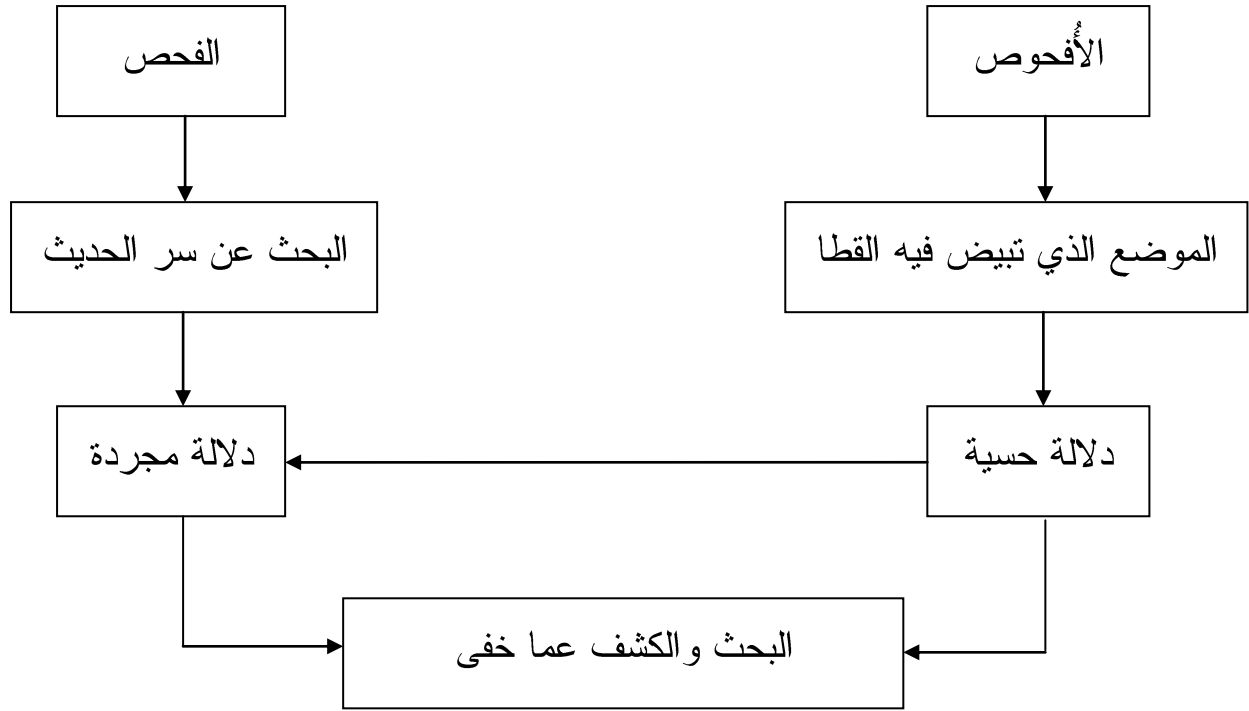 الأُفحوص
الفحص
الموضع الذي تبيض فيه القطا
البحث عن سر الحديث
دلالة حسية
دلالة مجردة
البحث والكشف عما خفى